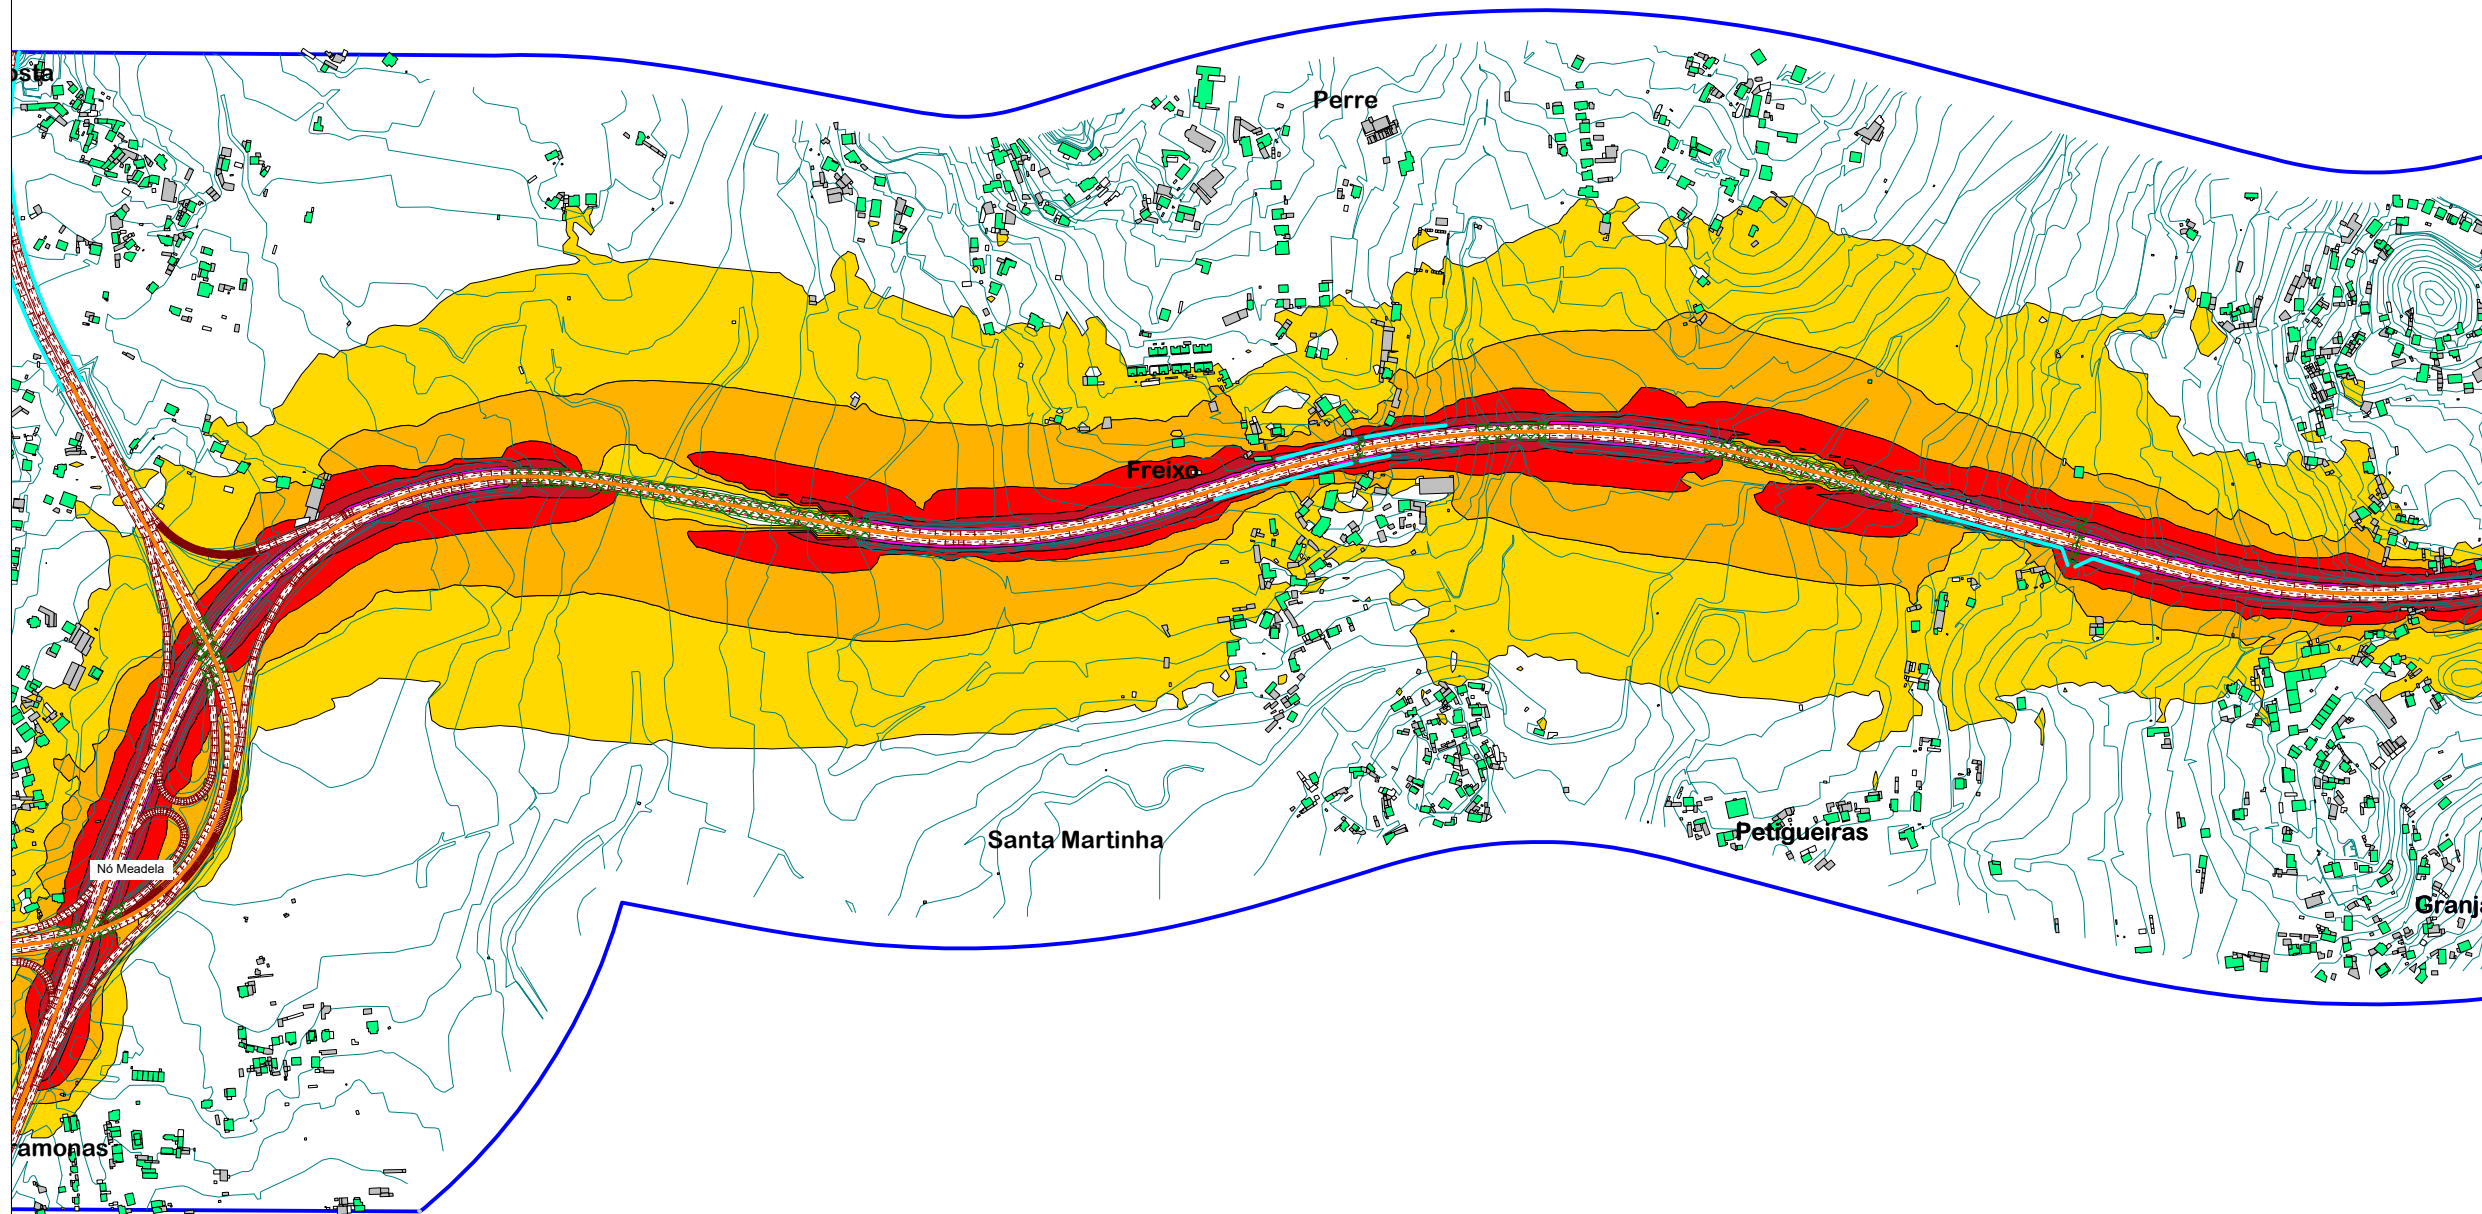 osta
Perre
Freixo
Petigueiras
Santa Martinha
Nó Meadela
Granja
amonas